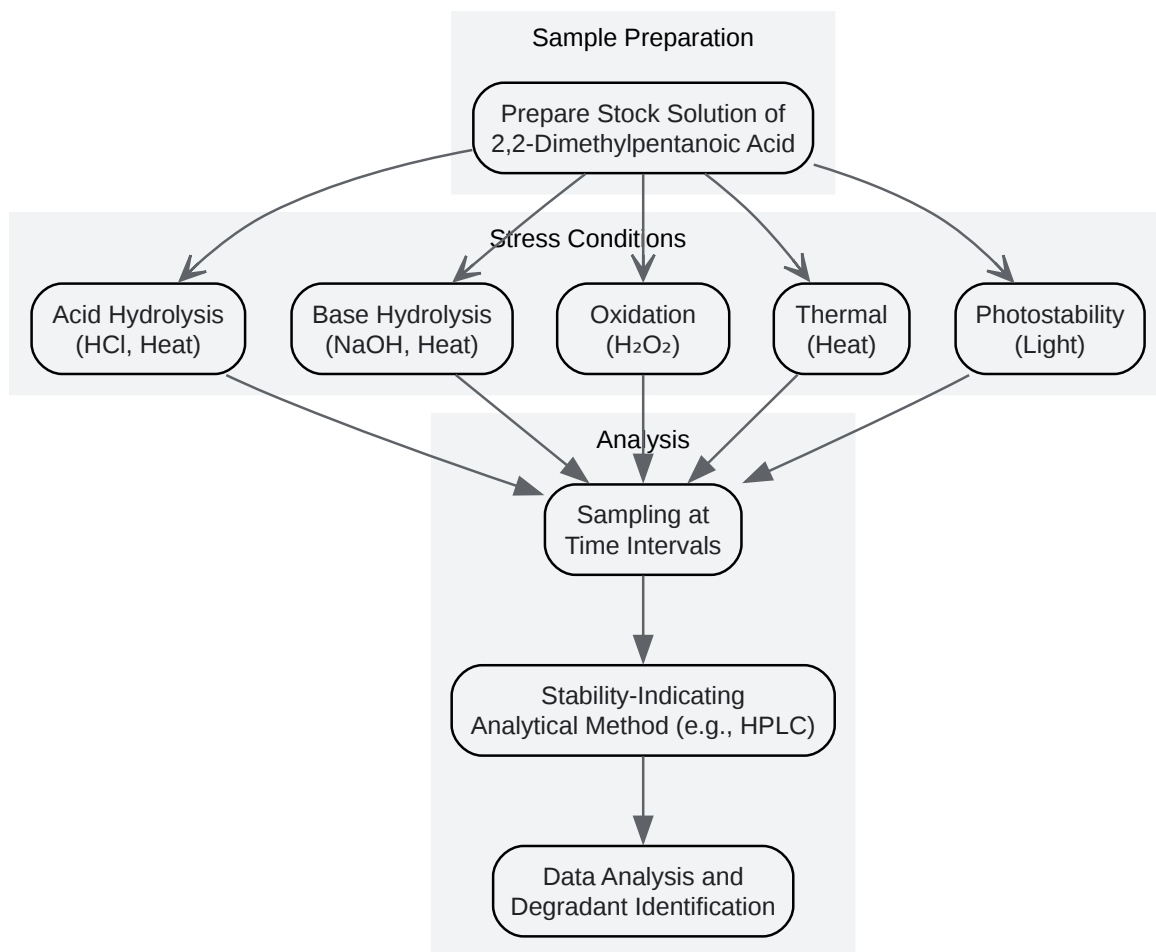 Sample Preparation
Prepare Stock Solution of
2,2-Dimethylpentanoic Acid
Stress Conditions
Acid Hydrolysis
(HCl, Heat)
Base Hydrolysis
(NaOH, Heat)
Oxidation
(H₂O₂)
Thermal
(Heat)
Photostability
(Light)
Analysis
Sampling at
Time Intervals
Stability-Indicating
Analytical Method (e.g., HPLC)
Data Analysis and
Degradant Identification